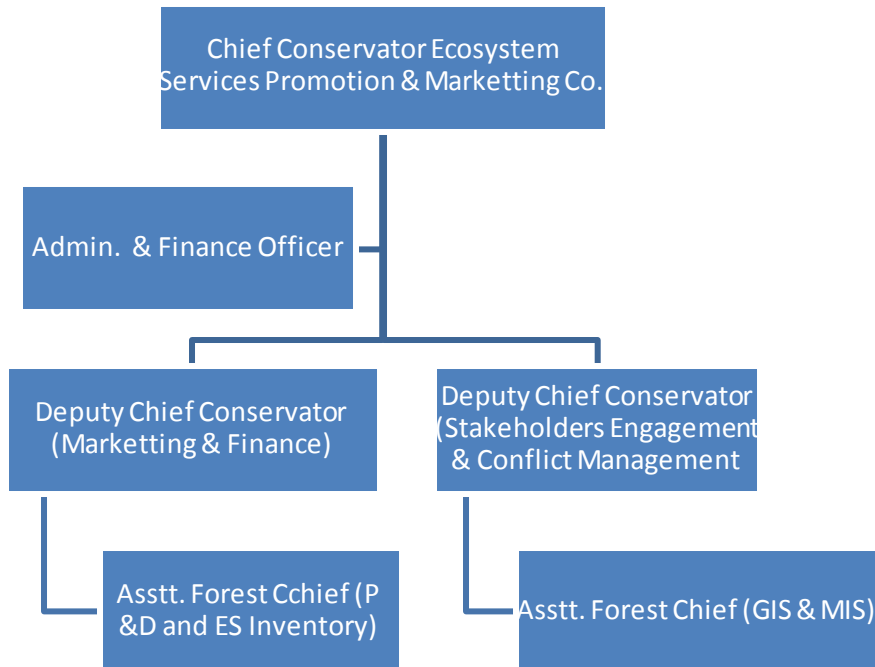 Chief Conservator Ecosystem
Services Promotion & Marketting Co.
Admin. & Finance Officer
Deputy Chief Conservator
(Marketting & Finance)
Deputy Chief Conservator
(Stakeholders Engagement
& Conflict Management
Asstt. Forest Cchief (P
&D and ES Inventory)
Asstt. Forest Chief (GIS & MIS)